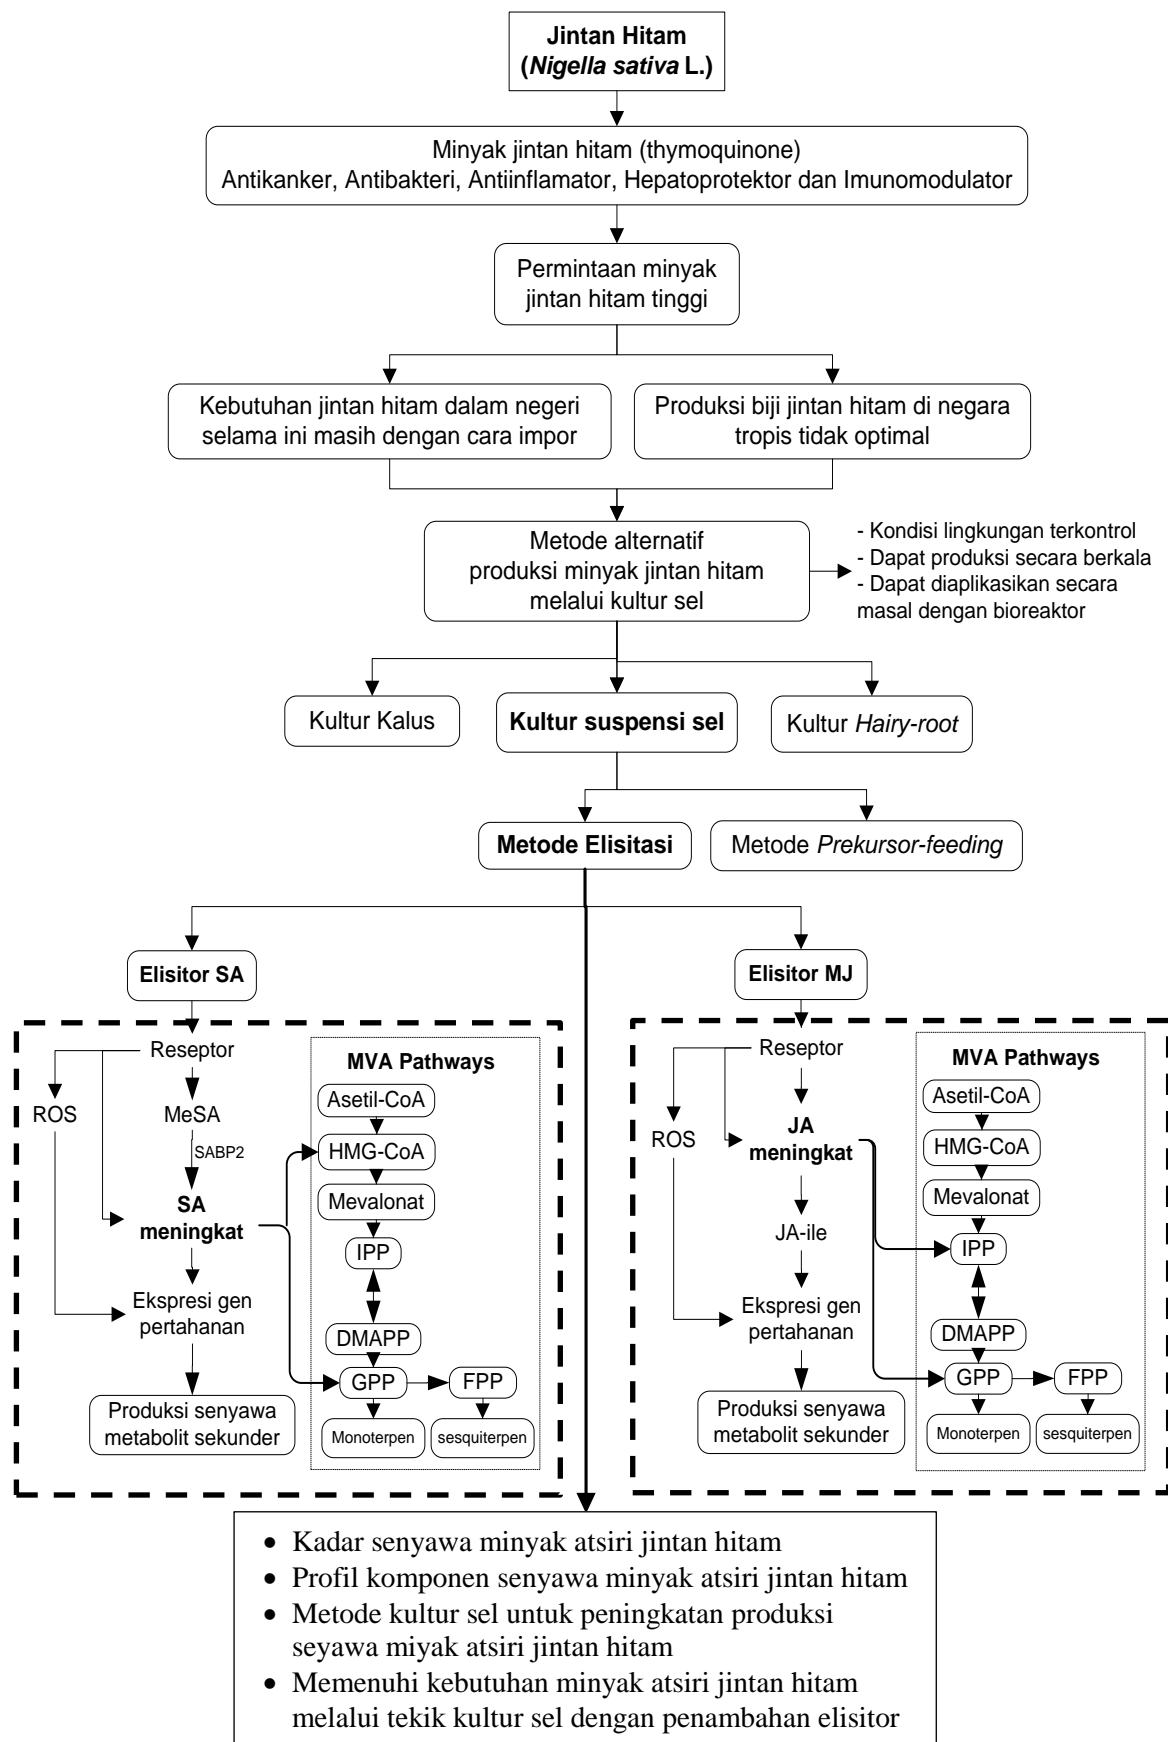 Jintan Hitam
(Nigella sativa L.)
Minyak jintan hitam (thymoquinone)
Antikanker, Antibakteri, Antiinflamator, Hepatoprotektor dan Imunomodulator
Permintaan minyak
jintan hitam tinggi
Kebutuhan jintan hitam dalam negeri
selama ini masih dengan cara impor
Produksi biji jintan hitam di negara
tropis tidak optimal
Metode alternatif
produksi minyak jintan hitam
melalui kultur sel
- Kondisi lingkungan terkontrol
- Dapat produksi secara berkala
- Dapat diaplikasikan secara
masal dengan bioreaktor
Kultur Kalus
Kultur suspensi sel
Kultur Hairy-root
Metode Elisitasi
Metode Prekursor-feeding
Elisitor SA
Reseptor
ROS
MeSA
SABP2
SA
meningkat
Ekspresi gen
pertahanan
Produksi senyawa
metabolit sekunder
MVA Pathways
Asetil-CoA
HMG-CoA
Mevalonat
IPP
DMAPP
GPP
FPP
Monoterpen
sesquiterpen
Elisitor MJ
Reseptor
ROS
JA
meningkat
JA-ile
Ekspresi gen
pertahanan
Produksi senyawa
metabolit sekunder
MVA Pathways
Asetil-CoA
HMG-CoA
Mevalonat
IPP
DMAPP
GPP
FPP
Monoterpen
sesquiterpen
• Kadar senyawa minyak atsiri jintan hitam
• Profil komponen senyawa minyak atsiri jintan hitam
• Metode kultur sel untuk peningkatan produksi
seyawa miyak atsiri jintan hitam
• Memenuhi kebutuhan minyak atsiri jintan hitam
melalui tekik kultur sel dengan penambahan elisitor